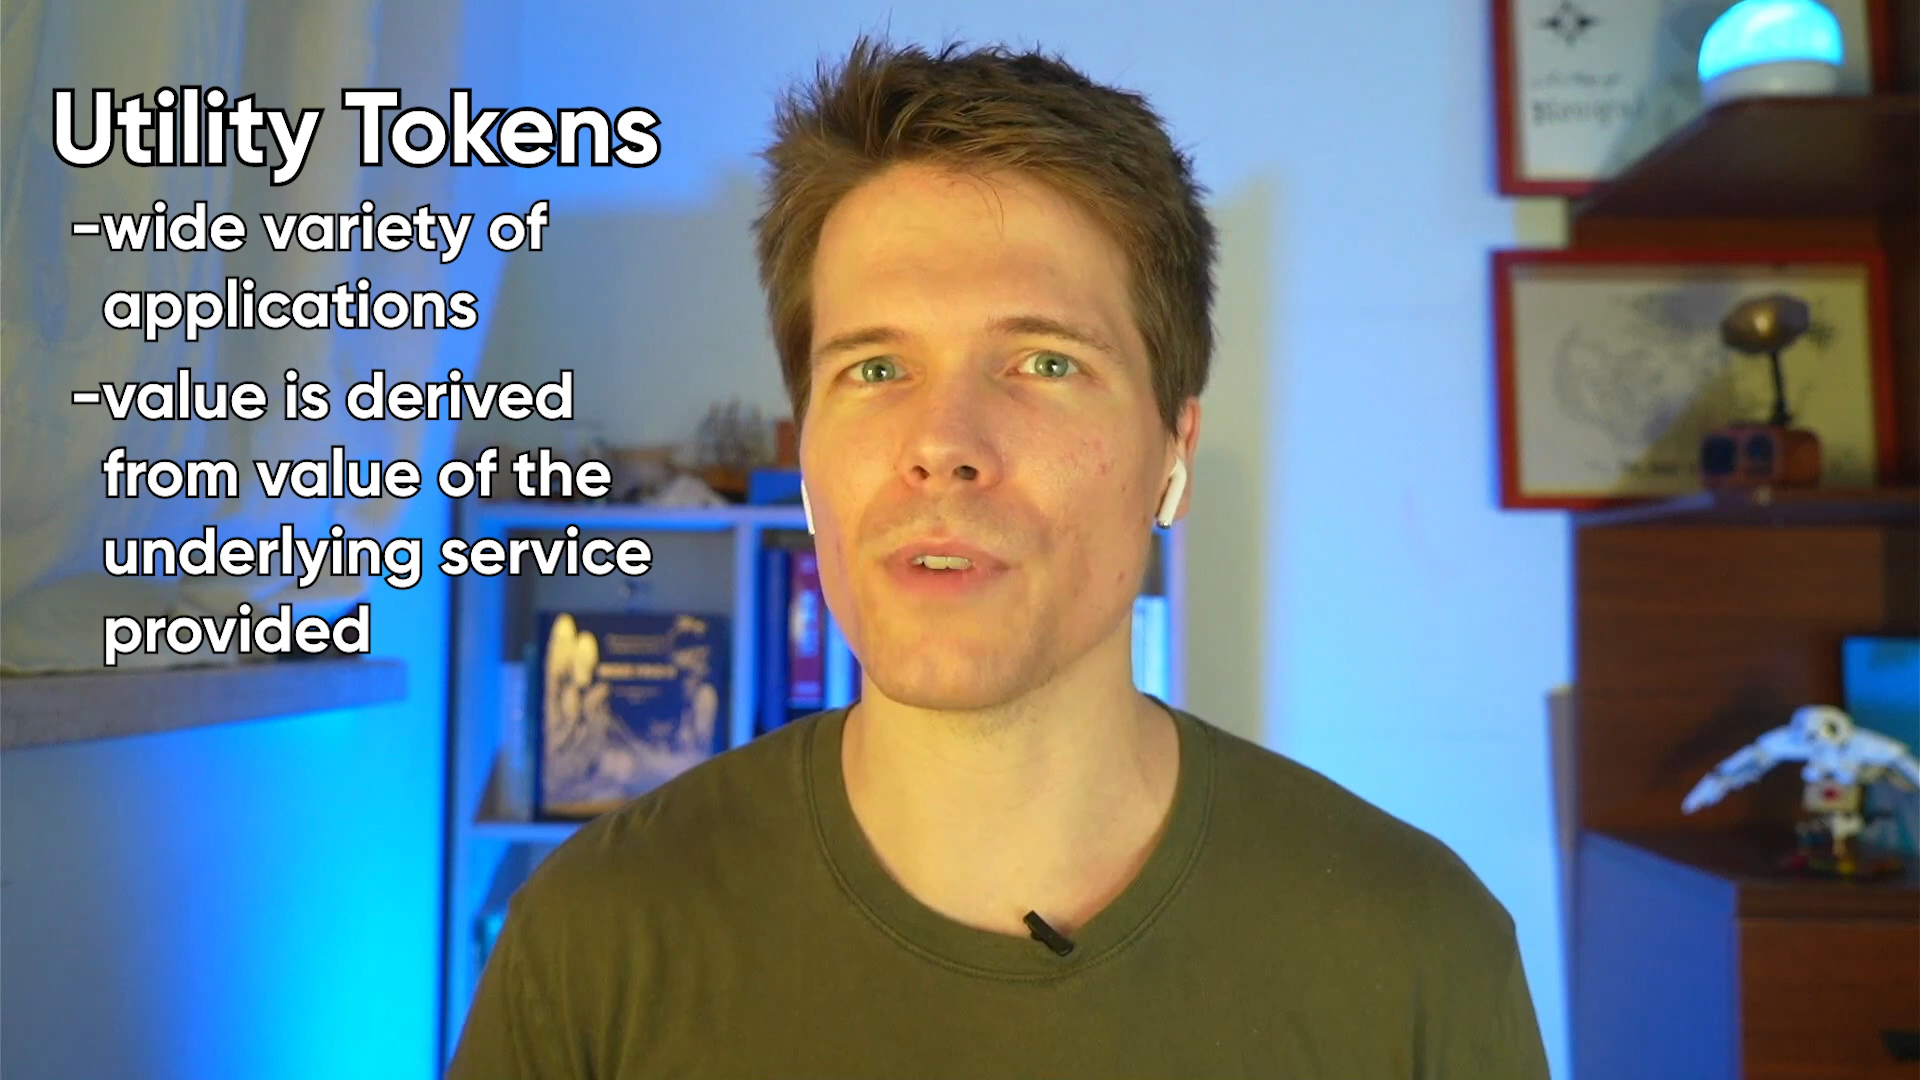 Utility Tokens
-wide variety of
applications
-value is derived
from value of the
underlying service
provided